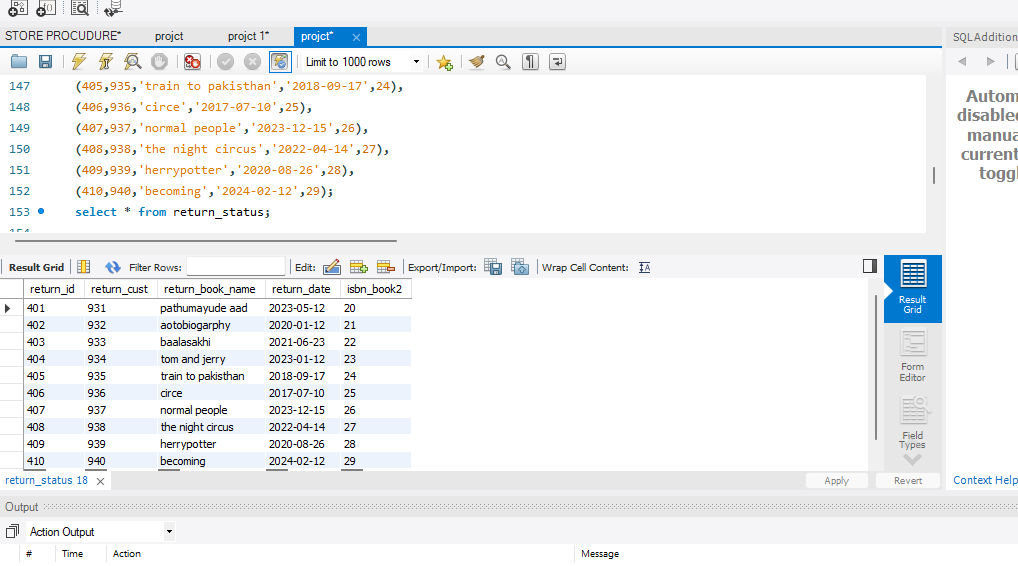 STORE PROCUDURE* projct projct 1* projct*
SQLAddition
Limit to 1000 rows
147 (405,935,'train to pakisthan','2018-09-17',24),
148 (406,936,'circe','2017-07-10',25),
149 (407,937,'normal people','2023-12-15',26),
150 (408,938,'the night circus','2022-04-14',27),
151 (409,939,'herrypotter','2020-08-26',28),
152 (410,940,'becoming','2024-02-12',29);
153 select * from return_status;
154
Autom
disabled
manua
current
toggl
Result Grid Filter Rows: Edit: Export/Import: Wrap Cell Content:
return_id return_cust return_book_name return_date isbn_book2
401 931 pathumayude aad 2023-05-12 20
402 932 aotobiogarphy 2020-01-12 21
403 933 baalasakhi 2021-06-23 22
404 934 tom and jerry 2023-01-12 23
405 935 train to pakisthan 2018-09-17 24
406 936 circe 2017-07-10 25
407 937 normal people 2023-12-15 26
408 938 the night circus 2022-04-14 27
409 939 herrypotter 2020-08-26 28
410 940 becoming 2024-02-12 29
Result
Grid
Form
Editor
Field
Types
return_status 18 Apply Revert Context Help
Output
Action Output
# Time Action Message